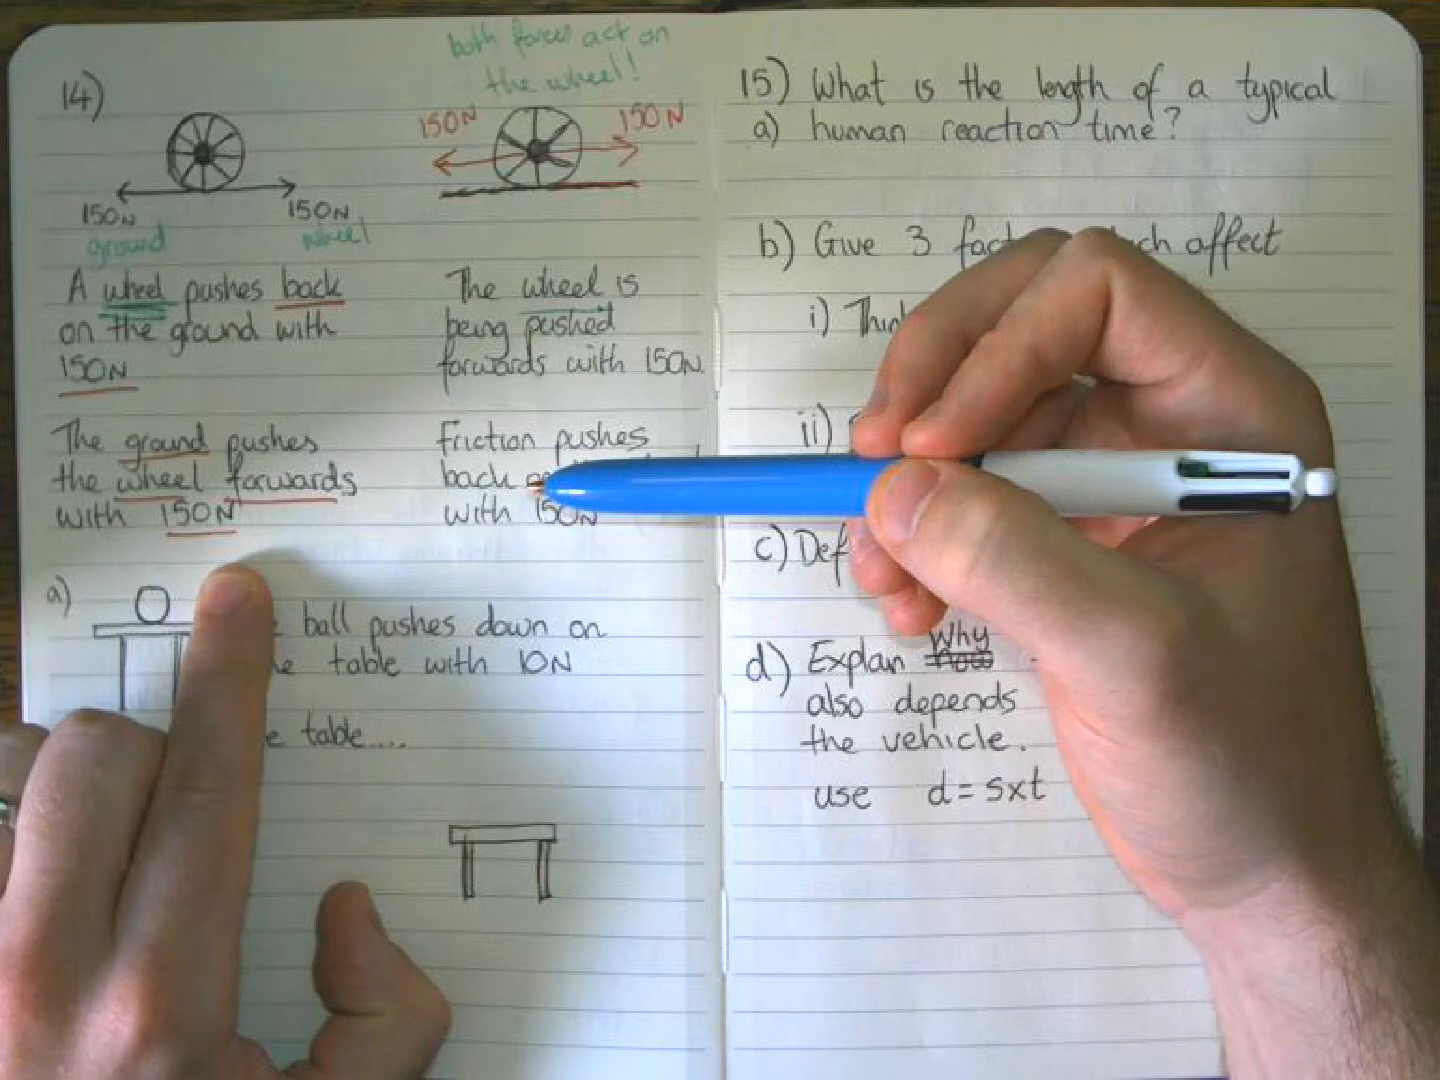 14)
both forces act on
the wheel!
150N
150N
150N
ground
150N
wheel
A wheel pushes back
on the ground with
150N
The wheel is
being pushed
forwards with 150N
The ground pushes
the wheel forwards
with 150N
Friction pushes
back
with 150N
a)
ball pushes down on
table with 10N
table....
15) What is the length of a typical
a) human reaction time?
b) Give 3 affect
i)
ii)
c)
d) Explain Why
also depends
the vehicle.
use d = s x t